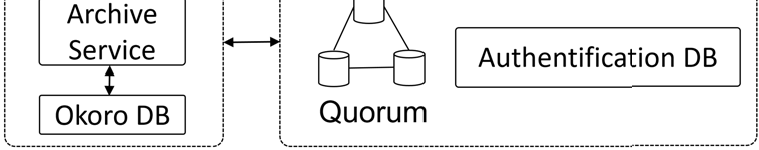 Archive
Service
Okoro DB
Quorum
Authentification DB